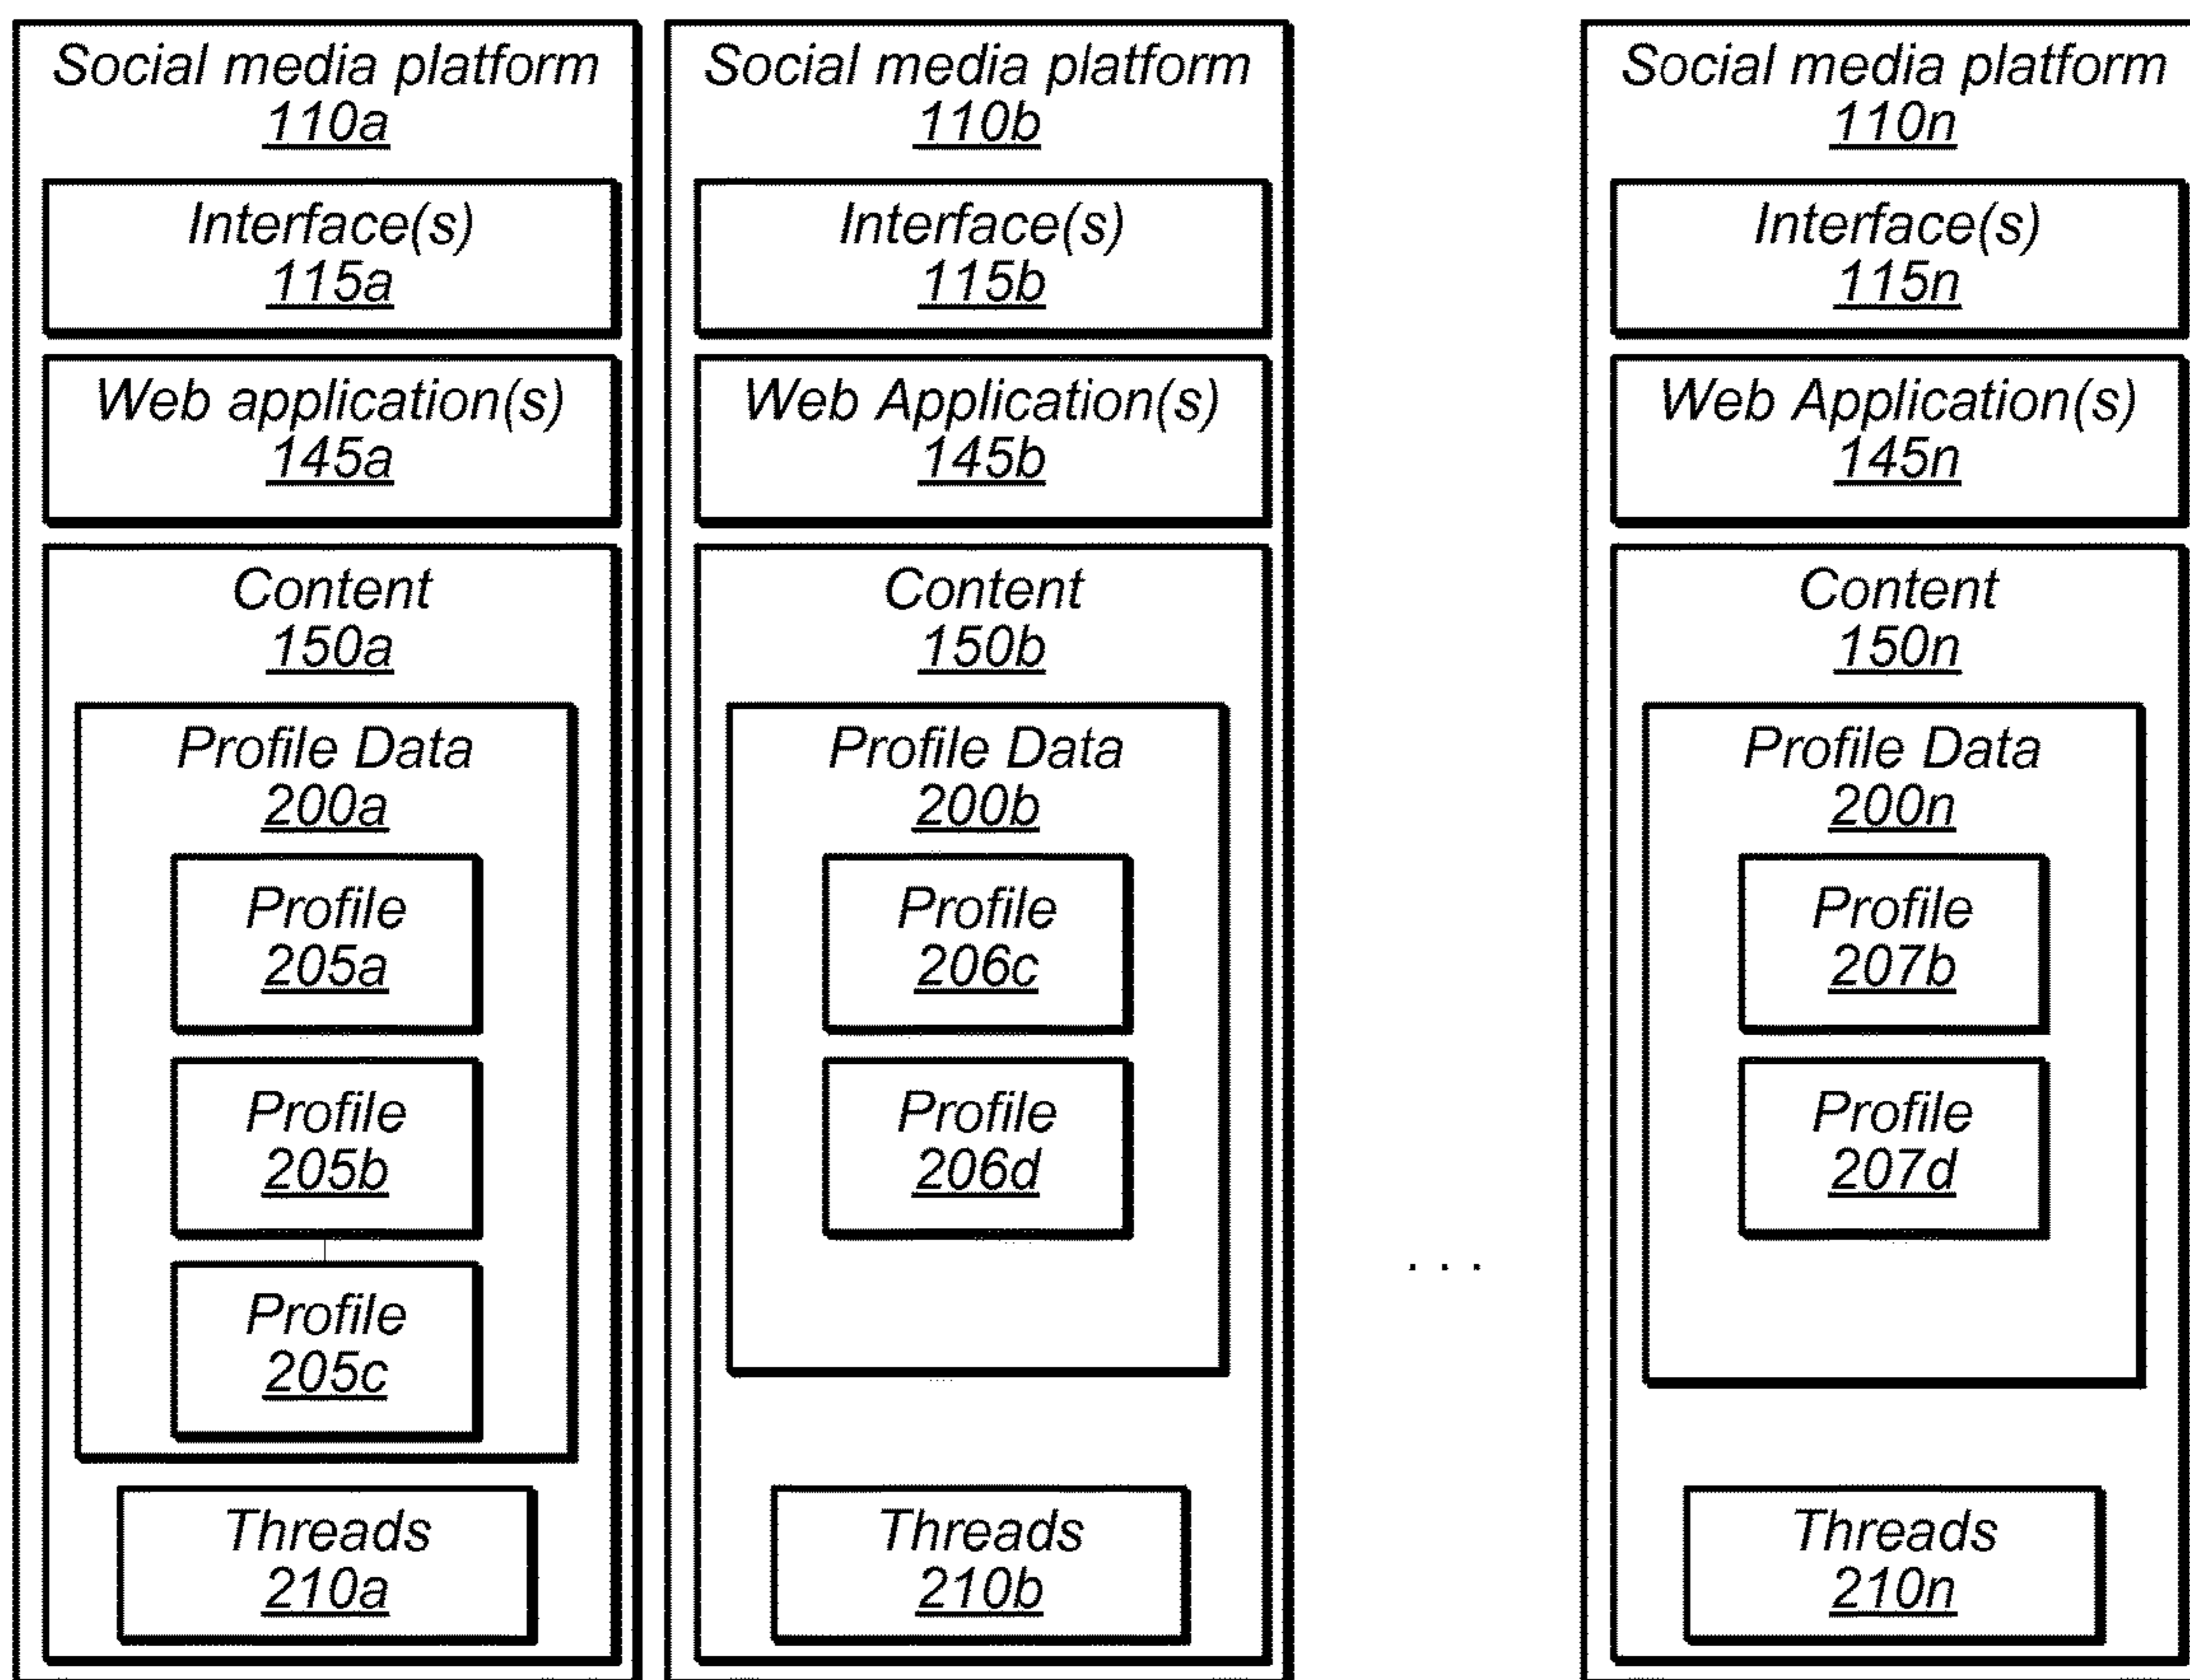 Social media platform
110a
Interface(s)
115a
Web application(s)
145a
Content
150a
Profile Data
200a
Profile
205a
Profile
205b
Profile
205c
Threads
210a
Social media platform
110b
Interface(s)
115b
Web Application(s)
145b
Content
150b
Profile Data
200b
Profile
206c
Profile
206d
Threads
210b
. . .
Social media platform
110n
Interface(s)
115n
Web Application(s)
145n
Content
150n
Profile Data
200n
Profile
207b
Profile
207d
Threads
210n